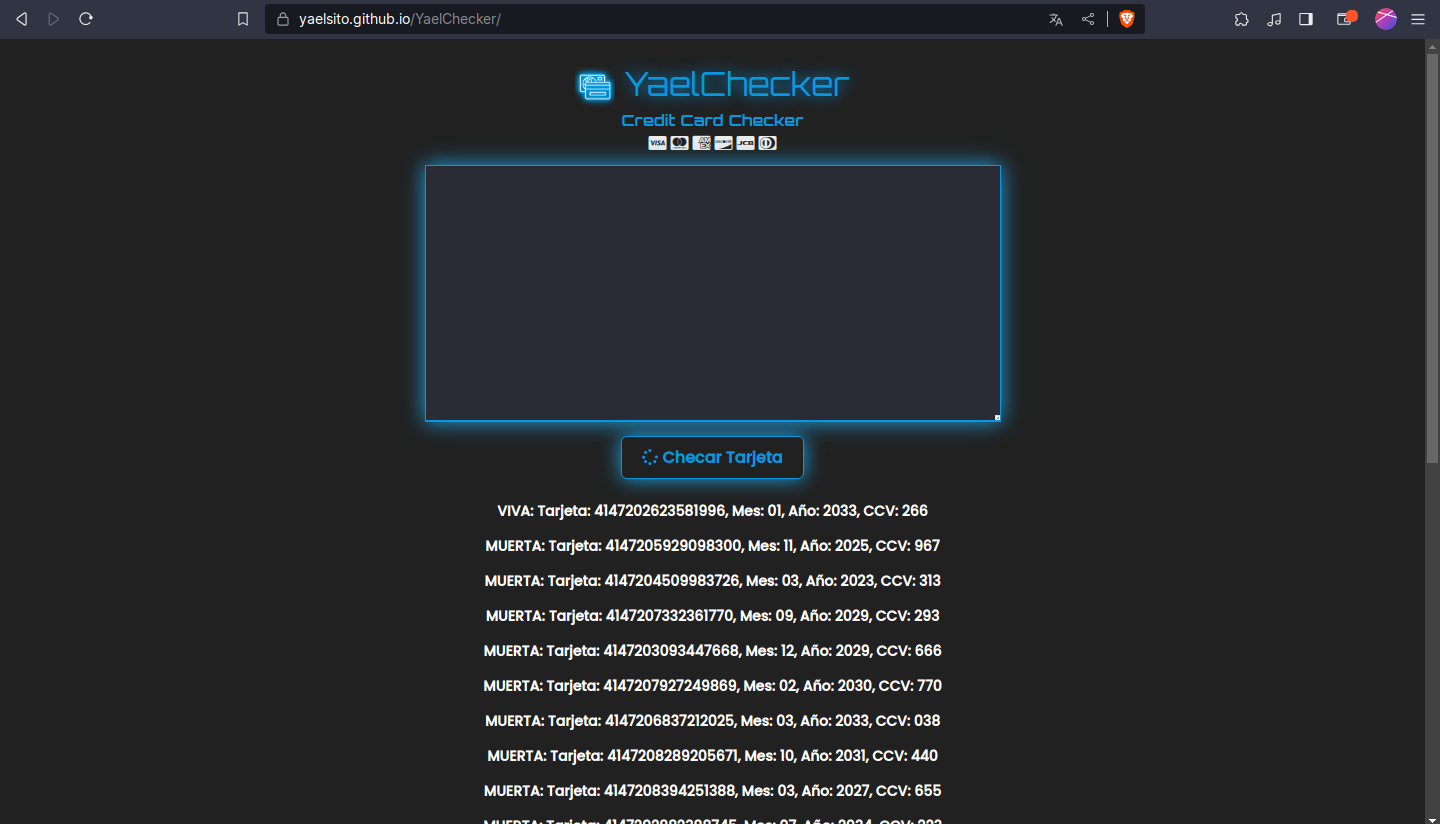 yaelsito.github.io/YaelChecker/
YaelChecker
Credit Card Checker
VISA AMEX DISCOVER JCB
Checar Tarjeta
VIVA: Tarjeta: 4147202623581996, Mes: 01, Año: 2033, CCV: 266
MUERTA: Tarjeta: 4147205929098300, Mes: 11, Año: 2025, CCV: 967
MUERTA: Tarjeta: 4147204509983726, Mes: 03, Año: 2023, CCV: 313
MUERTA: Tarjeta: 4147207332361770, Mes: 09, Año: 2029, CCV: 293
MUERTA: Tarjeta: 4147203093447668, Mes: 12, Año: 2029, CCV: 666
MUERTA: Tarjeta: 4147207927249869, Mes: 02, Año: 2030, CCV: 770
MUERTA: Tarjeta: 4147206837212025, Mes: 03, Año: 2033, CCV: 038
MUERTA: Tarjeta: 4147208289205671, Mes: 10, Año: 2031, CCV: 440
MUERTA: Tarjeta: 4147208394251388, Mes: 03, Año: 2027, CCV: 655
MUERTA: Tarjeta: